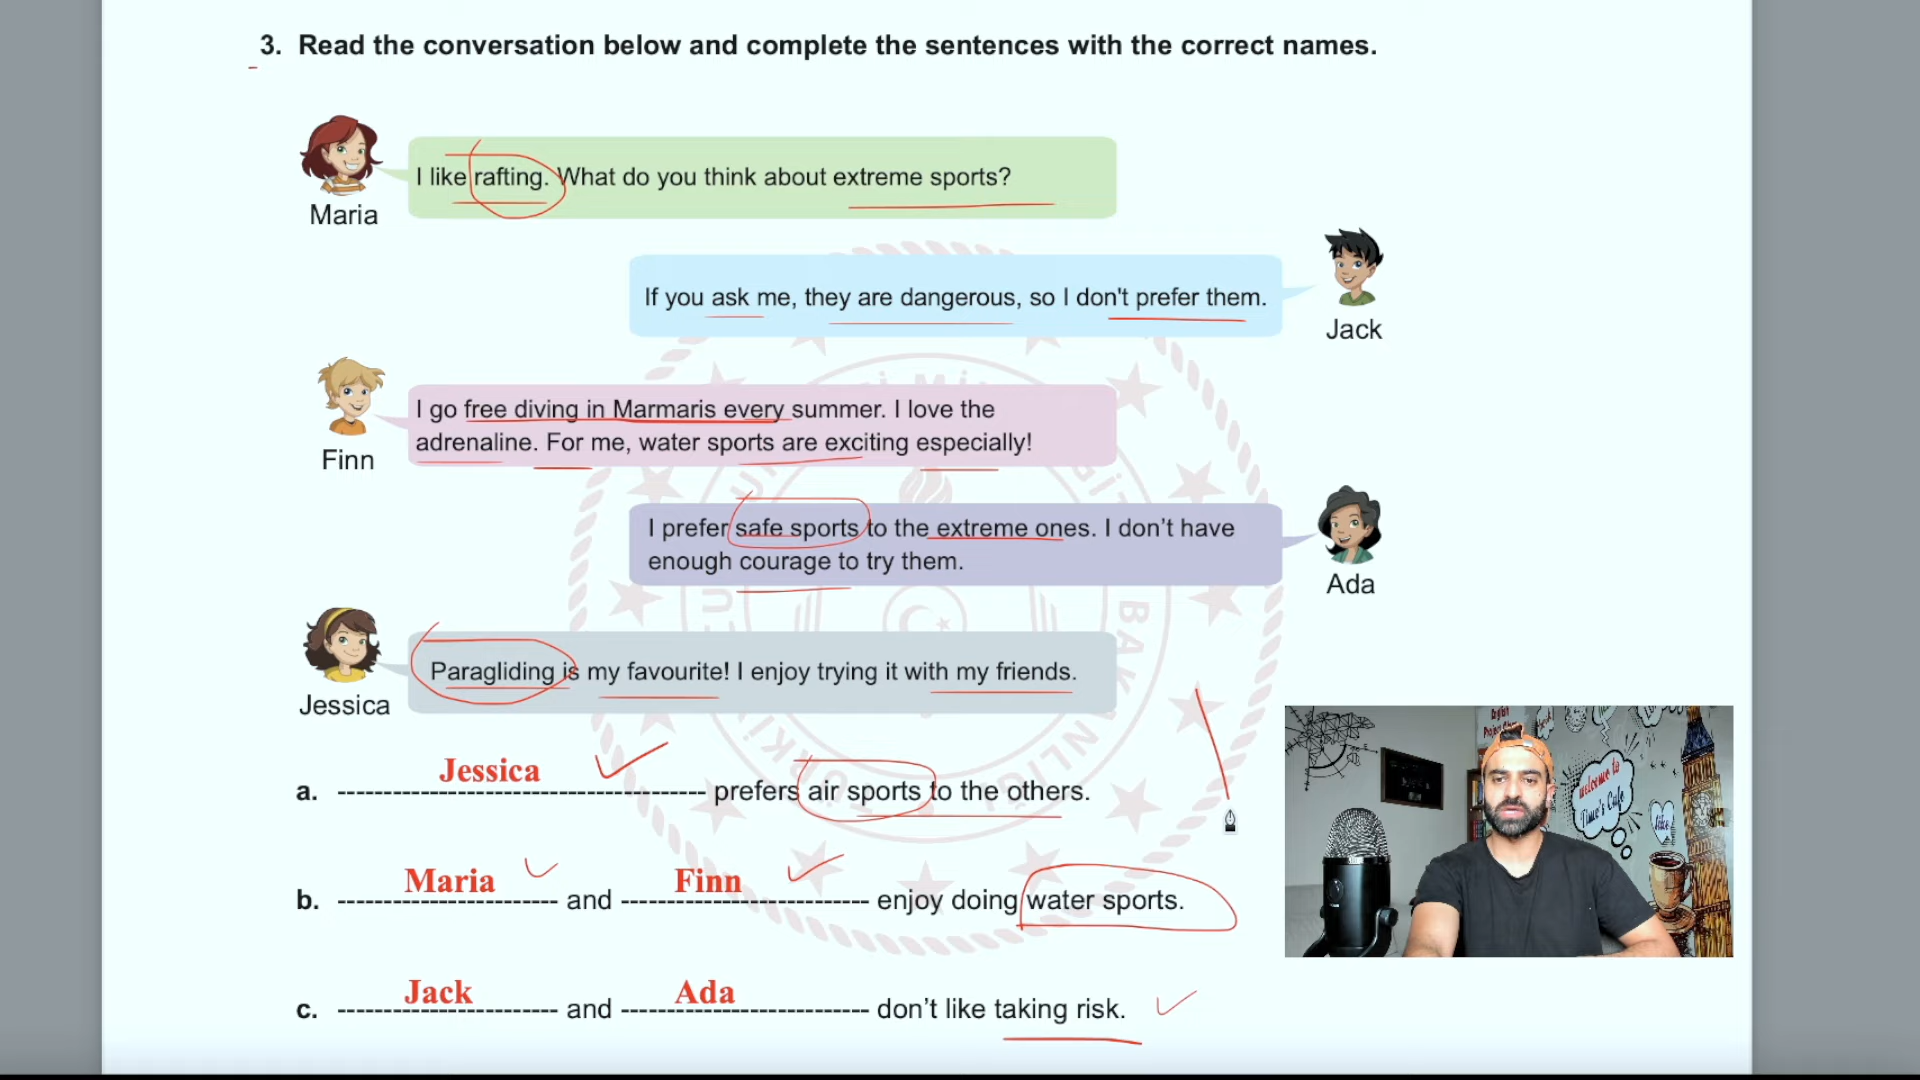 3. Read the conversation below and complete the sentences with the correct names.
I like rafting. What do you think about extreme sports?
Maria
If you ask me, they are dangerous, so I don't prefer them.
Jack
I go free diving in Marmaris every summer. I love the
adrenaline. For me, water sports are exciting especially!
Finn
I prefer safe sports to the extreme ones. I don't have
enough courage to try them.
Ada
Paragliding is my favourite! I enjoy trying it with my friends.
Jessica
a. Jessica prefers air sports to the others.
b. Maria and Finn enjoy doing water sports.
c. Jack and Ada don't like taking risk.
welcome to
Time's Cafe
like